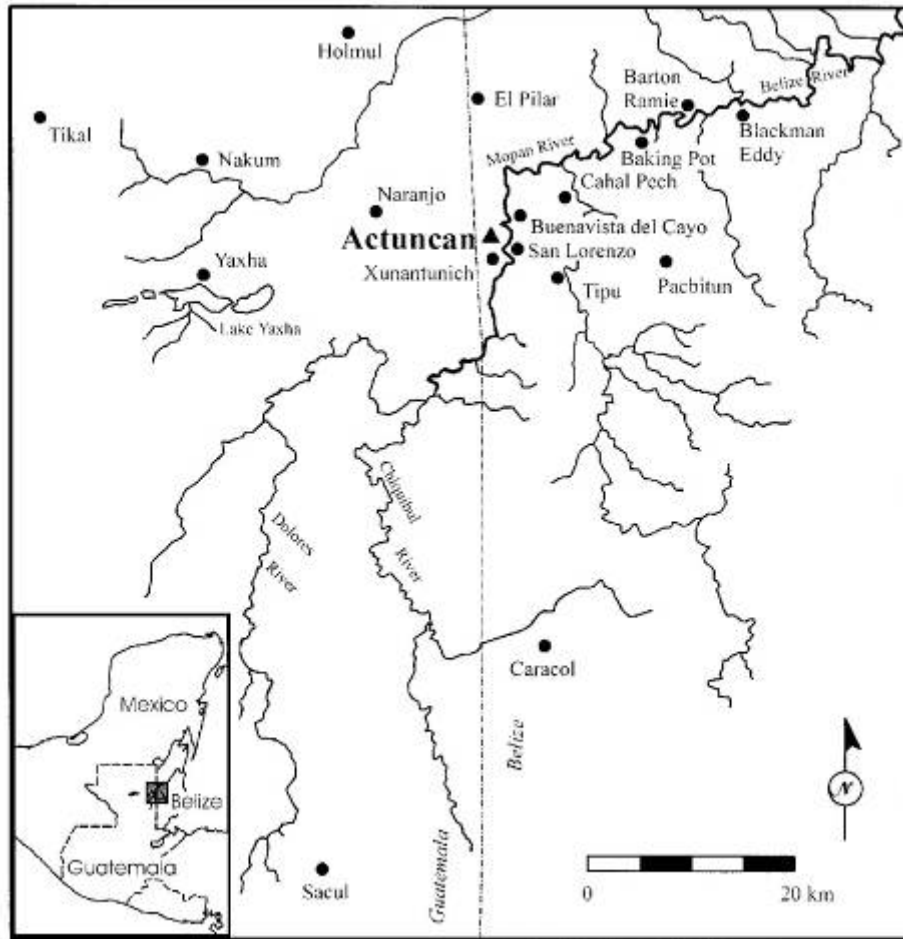 Holmul
Tikal
El Pilar
Barton
Ramie
Belize River
Blackman
Eddy
Nakum
Mopan River
Baking Pot
Cahal Pech
Naranjo
Buenavista del Cayo
Actuncan
San Lorenzo
Xunantunich
Yaxha
Tipu
Pacbitun
Lake Yaxha
Chiquibul
River
Dolores
River
Caracol
Mexico
Belize
Guatemala
Belize
Guatemala
Sacul
N
0
20 km